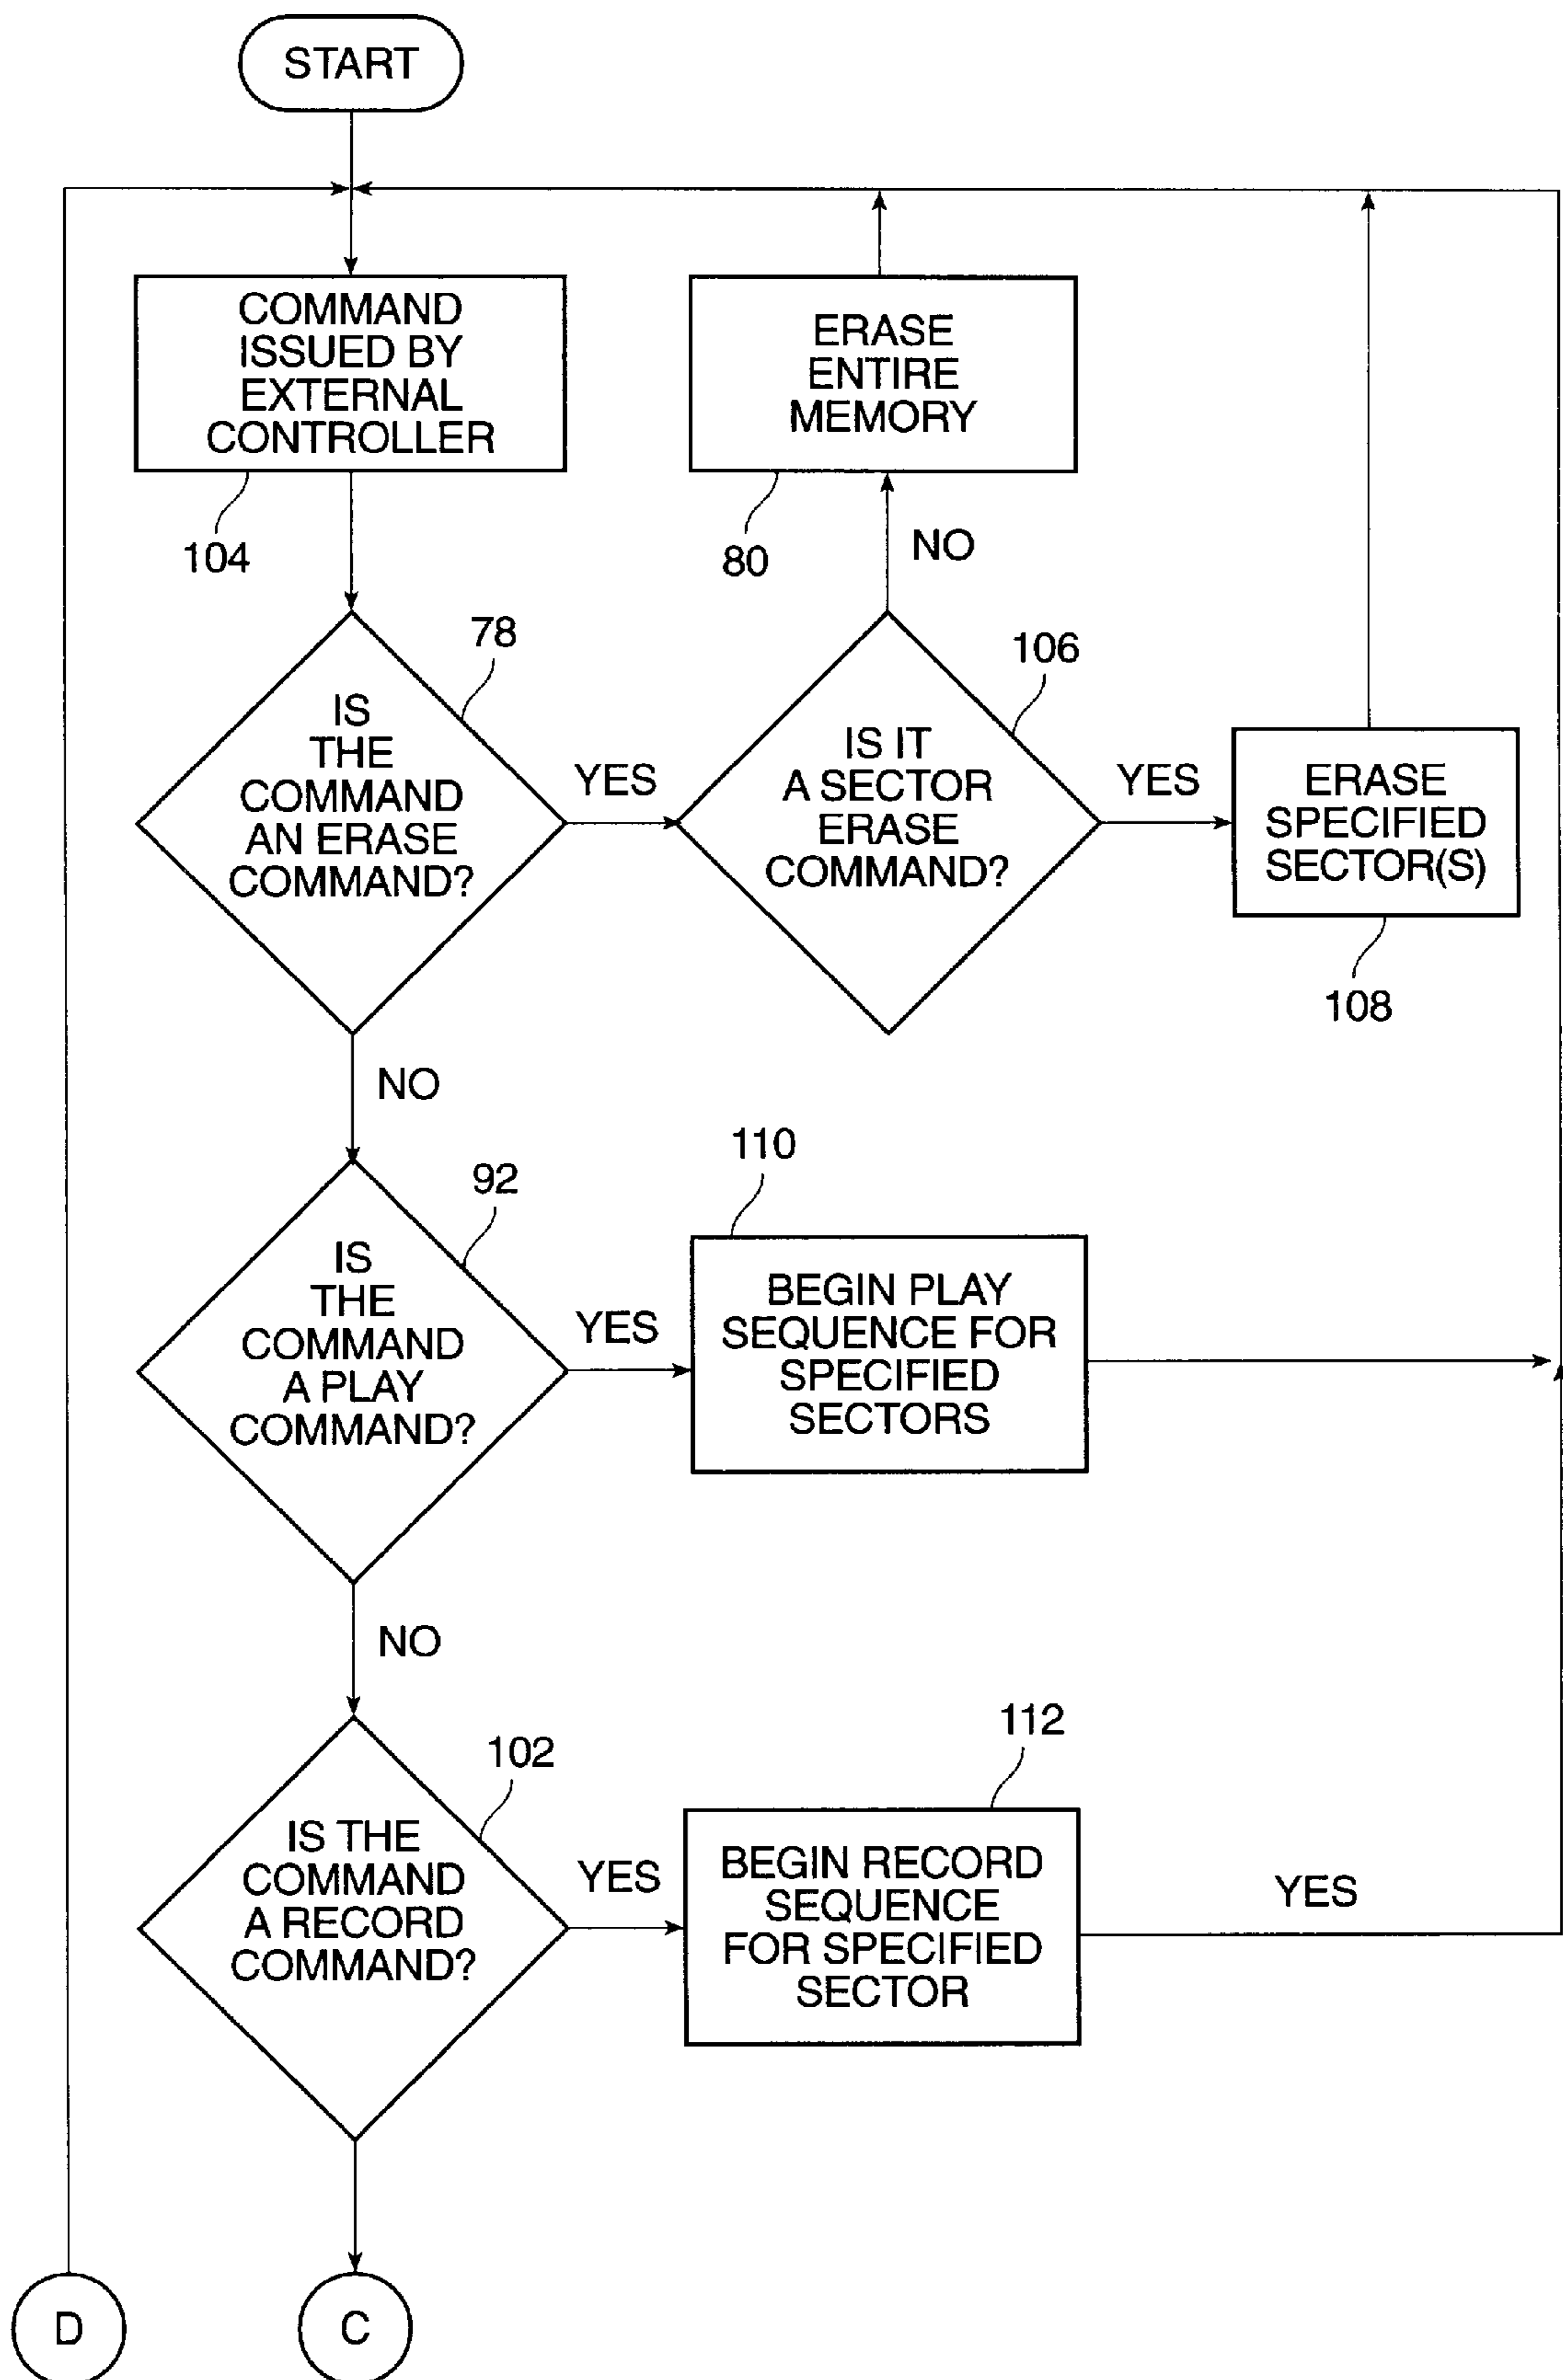 START
COMMAND
ISSUED BY
EXTERNAL
CONTROLLER
104
ERASE
ENTIRE
MEMORY
80
NO
78
IS
THE
COMMAND
AN ERASE
COMMAND?
YES
106
IS IT
A SECTOR
ERASE
COMMAND?
YES
ERASE
SPECIFIED
SECTOR(S)
108
NO
92
IS
THE
COMMAND
A PLAY
COMMAND?
YES
110
BEGIN PLAY
SEQUENCE FOR
SPECIFIED
SECTORS
NO
102
IS THE
COMMAND
A RECORD
COMMAND?
YES
112
BEGIN RECORD
SEQUENCE
FOR SPECIFIED
SECTOR
YES
D
C